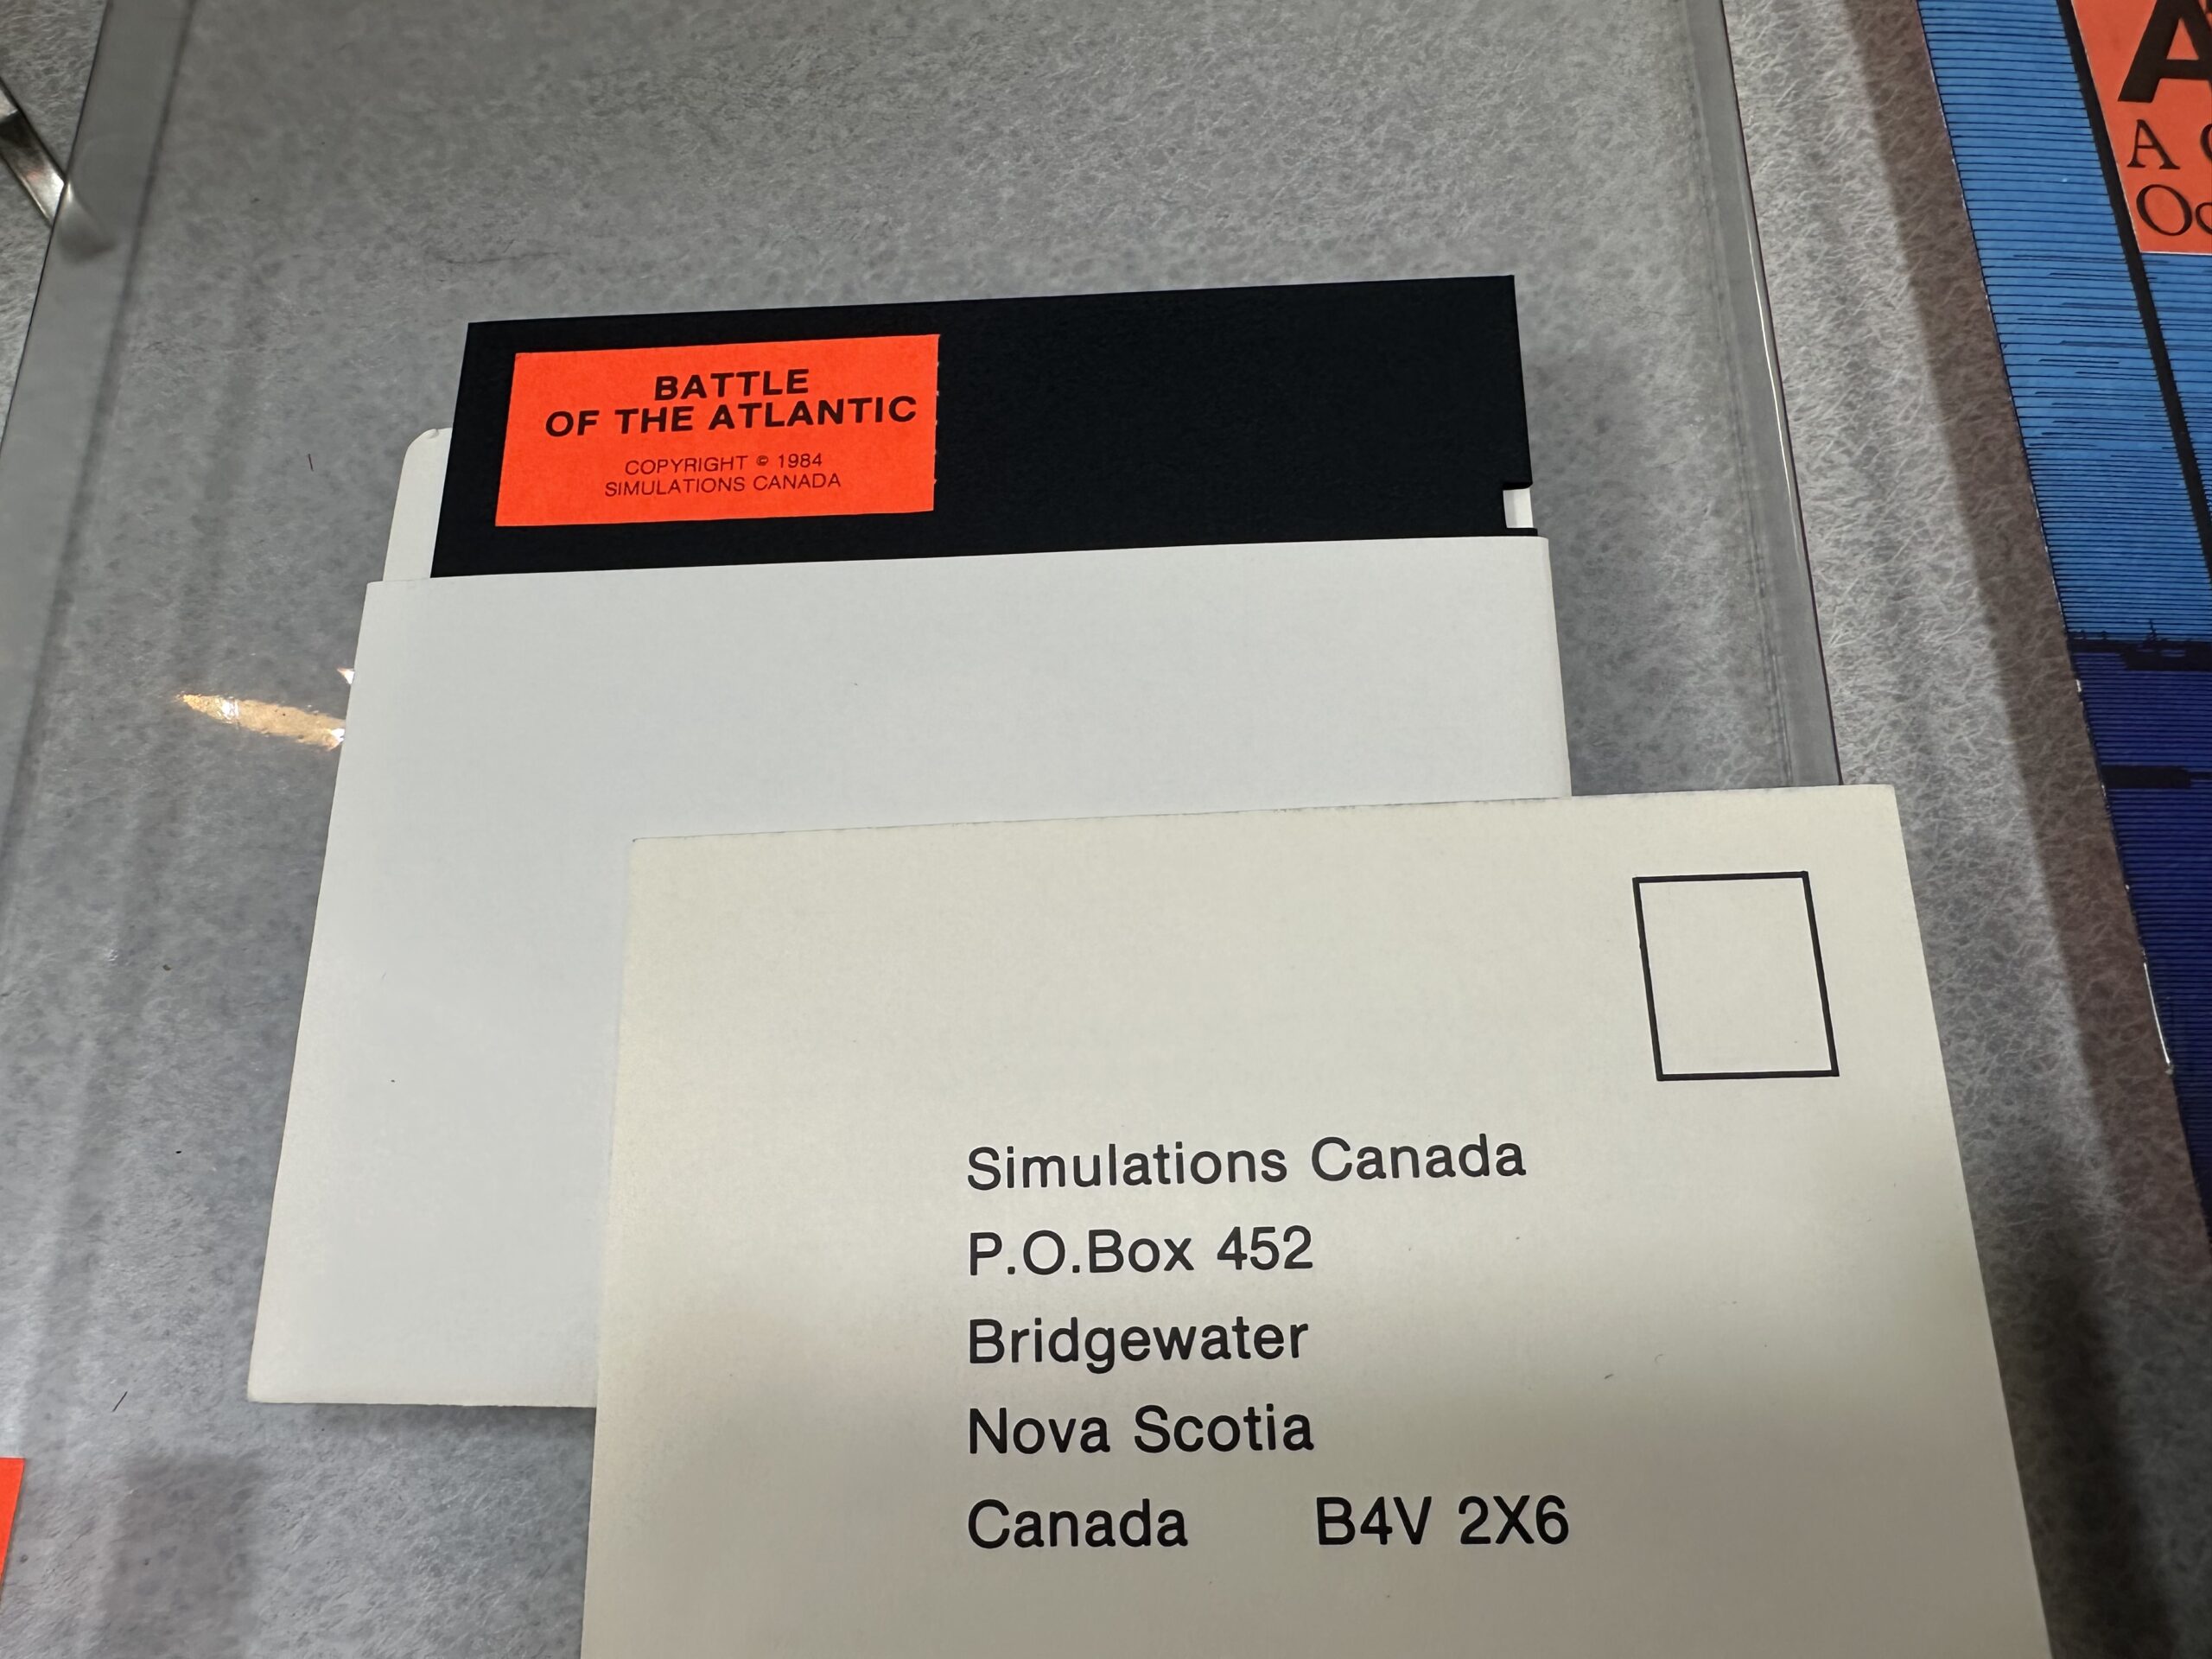 BATTLE
OF THE ATLANTIC
COPYRIGHT © 1984
SIMULATIONS CANADA
Simulations Canada
P.O.Box 452
Bridgewater
Nova Scotia
Canada B4V 2X6
A